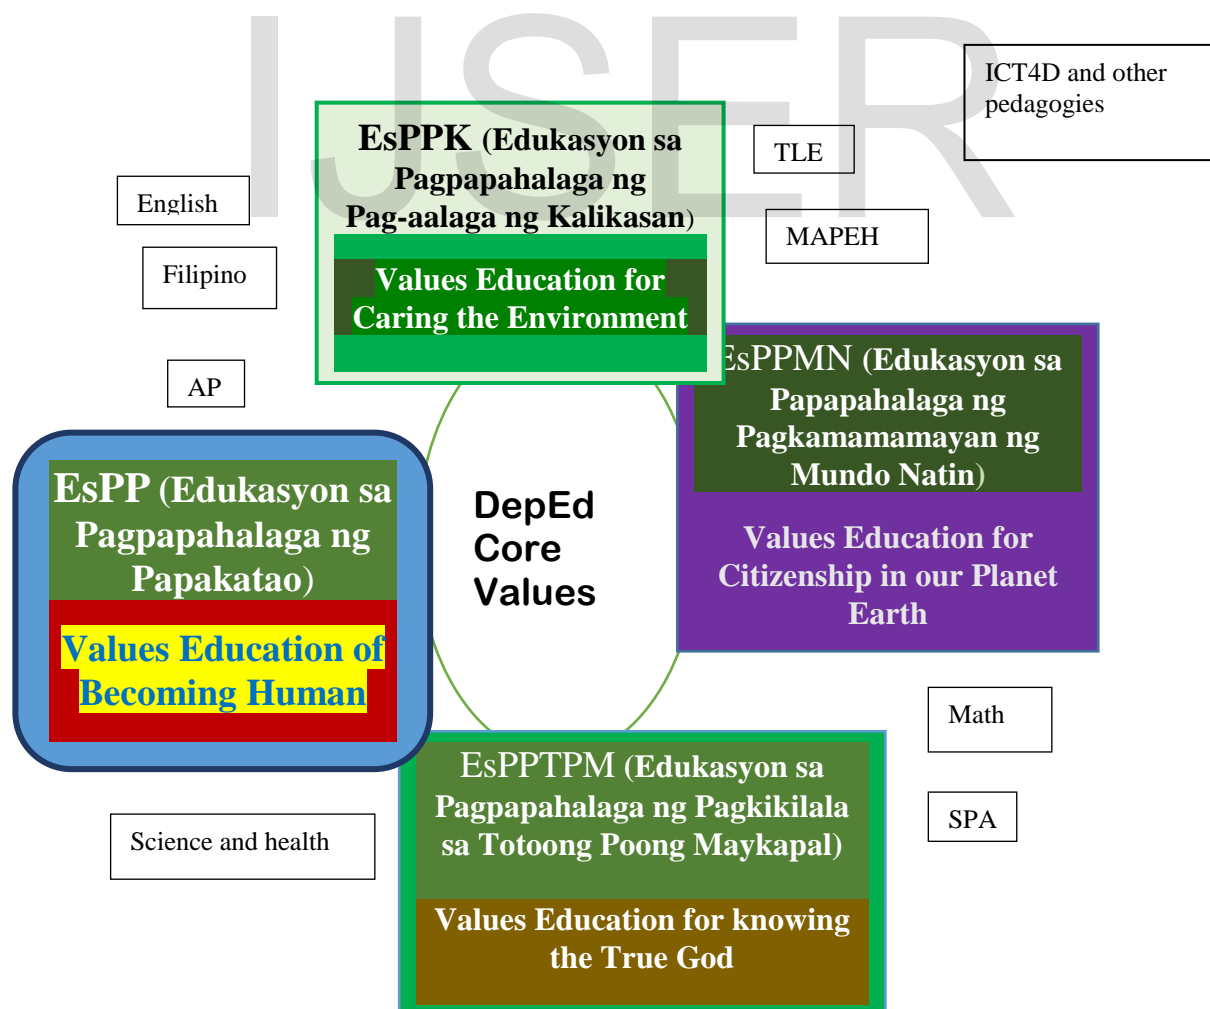 IJSER
ICT4D and other
pedagogies
EsPPK (Edukasyon sa
Pagpapahalaga ng
Pag-aalaga ng Kalikasan)
Values Education for
Caring the Environment
TLE
MAPEH
English
Filipino
AP
EsPPMN (Edukasyon sa
Papapahalaga ng
Pagkamamamayan ng
Mundo Natin)
Values Education for
Citizenship in our Planet
Earth
EsPP (Edukasyon sa
Pagpapahalaga ng
Papakatao)
Values Education of
Becoming Human
DepEd
Core
Values
Math
SPA
EsPPTPM (Edukasyon sa
Pagpapahalaga ng Pagkikilala
sa Totoong Poong Maykapal)
Values Education for knowing
the True God
Science and health